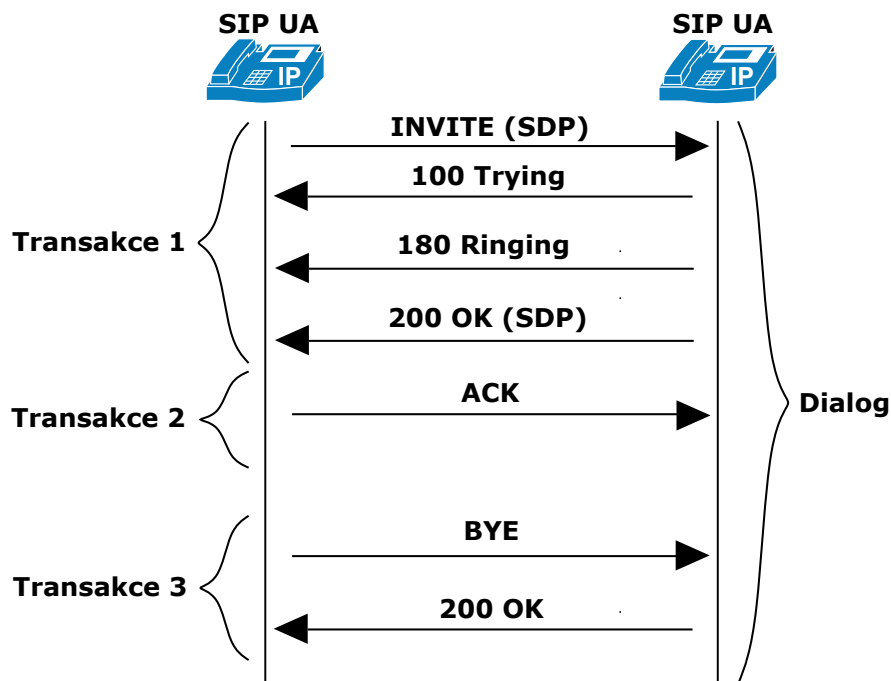 SIP UA
SIP UA
IP
IP
INVITE (SDP)
100 Trying
Transakce 1
180 Ringing
200 OK (SDP)
ACK
Transakce 2
Dialog
BYE
Transakce 3
200 OK